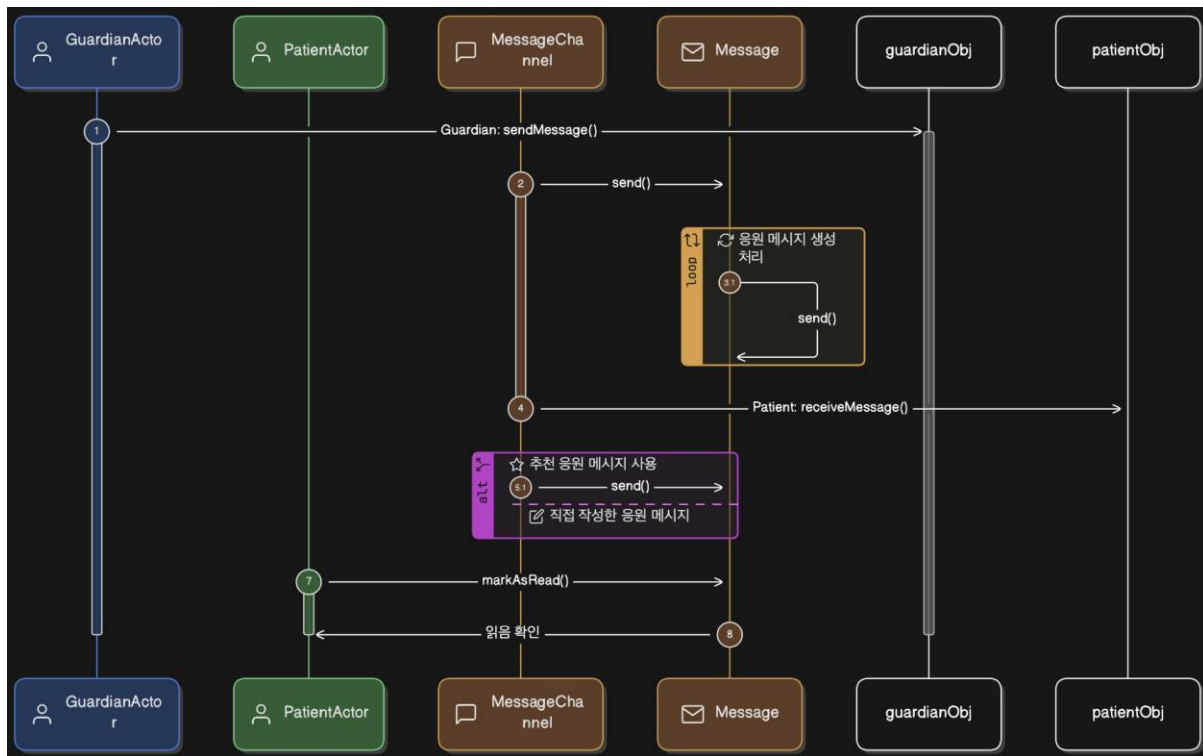 GuardianActo
r
PatientActor
MessageCha
nnel
Message
guardianObj
patientObj
1
Guardian: sendMessage()
2
send()
loop
응원 메시지 생성
처리
3.1
send()
4
Patient: receiveMessage()
alt
추천 응원 메시지 사용
5.1
send()
직접 작성한 응원 메시지
7
markAsRead()
읽음 확인
8
GuardianActo
r
PatientActor
MessageCha
nnel
Message
guardianObj
patientObj